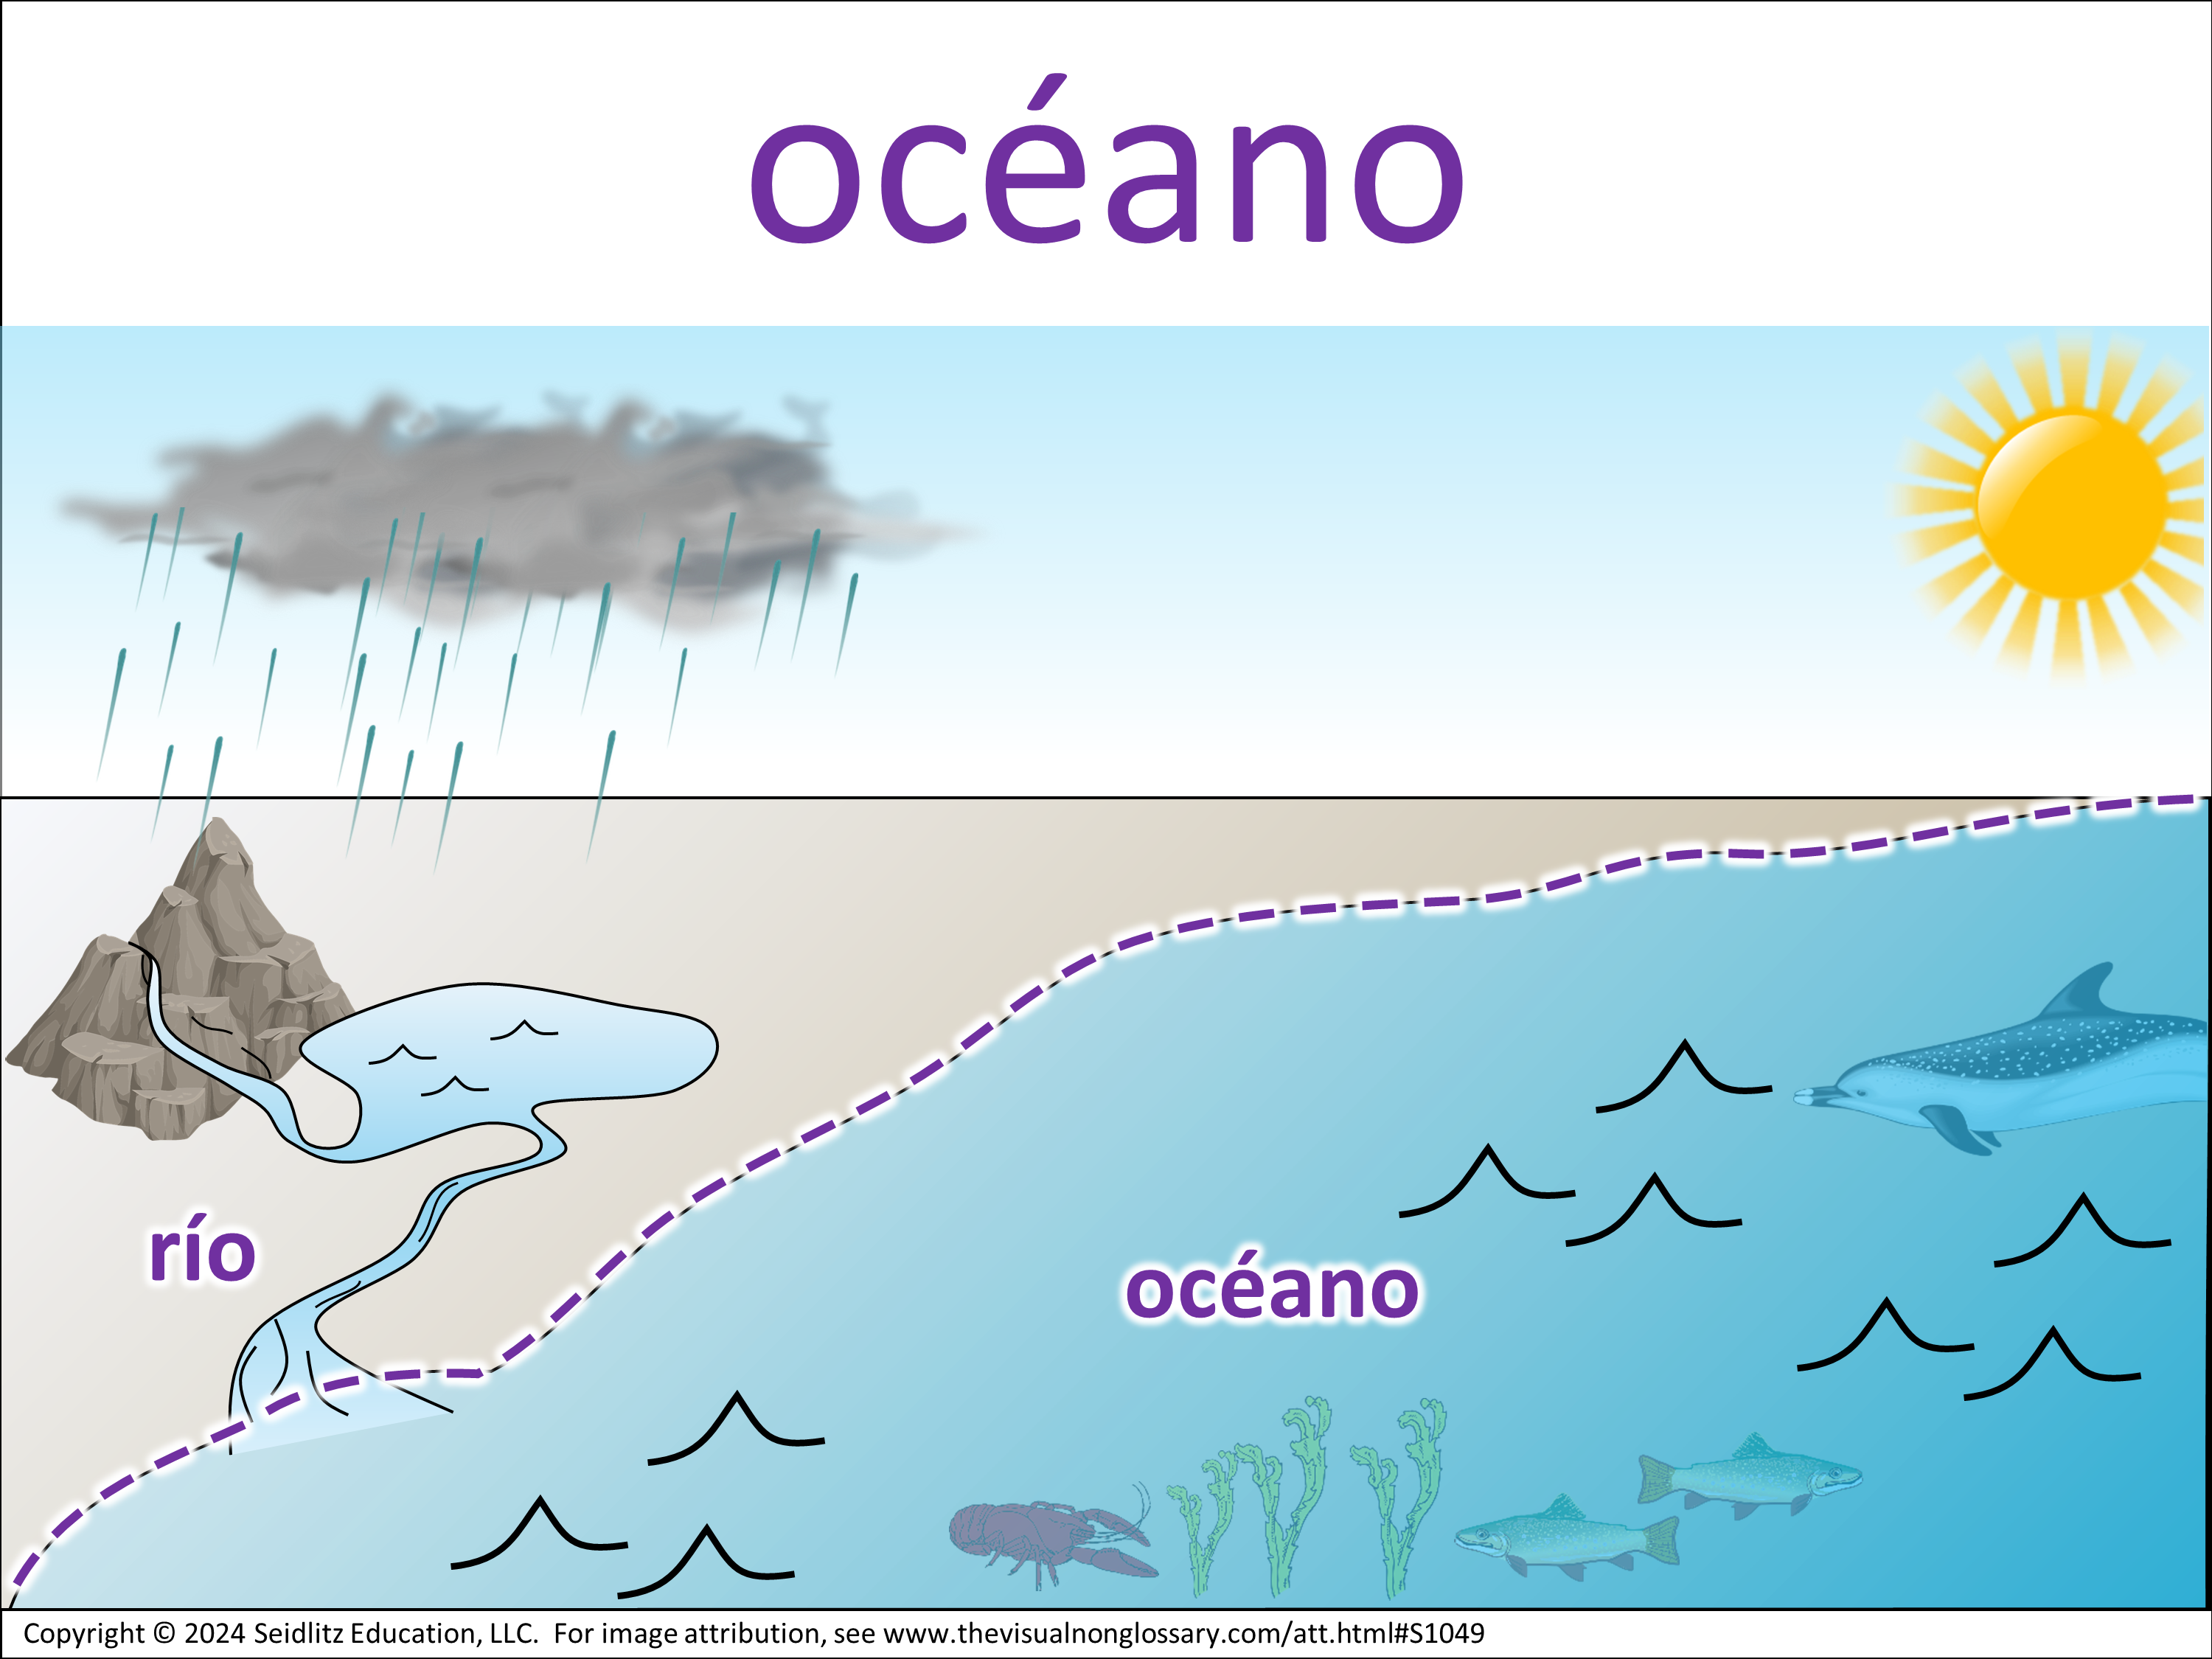 océano
río
océano
Copyright © 2024 Seidlitz Education, LLC.  For image attribution, see www.thevisualnonglossary.com/att.html#S1049